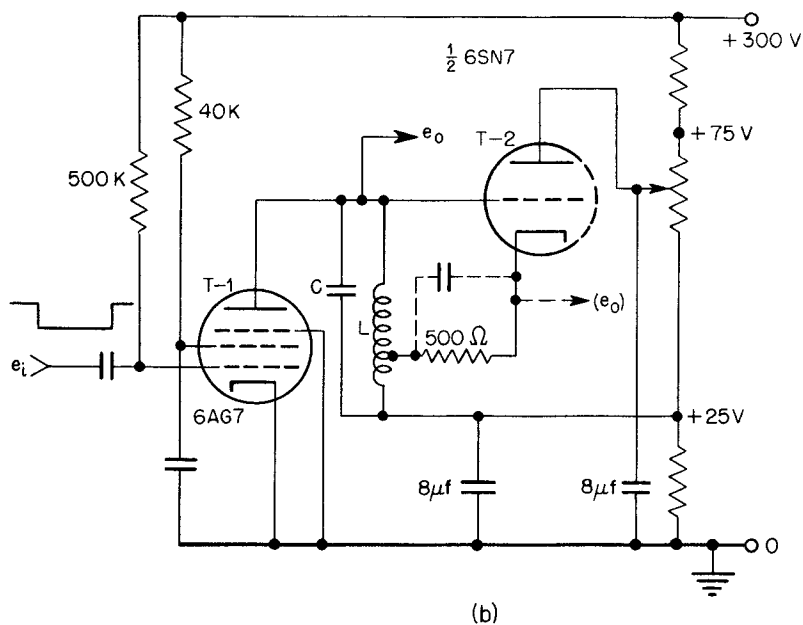 +300 V
½ 6SN7
40K
e₀
T-2
+75 V
500 K
T-1
C
(e₀)
L
500 Ω
eᵢ
6AG7
+25V
8μf
8μf
0
(b)